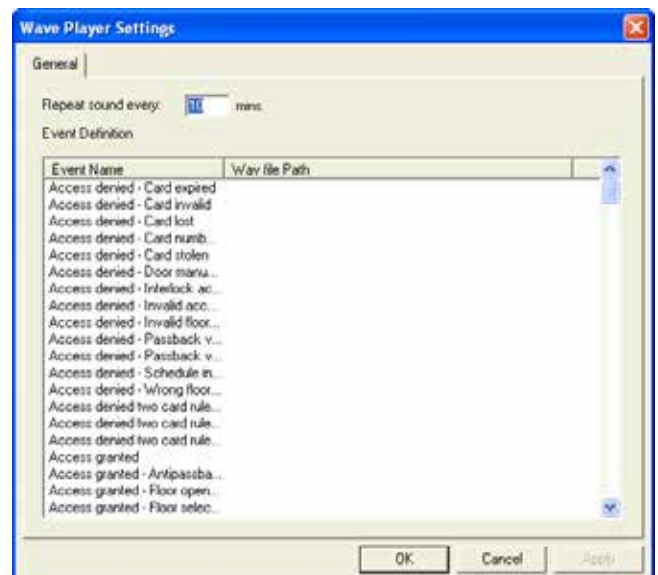 Wave Player Settings
General
Repeat sound every: 10 mins
Event Definition
Event Name Wav file Path
Access denied - Card expired
Access denied - Card invalid
Access denied - Card lost
Access denied - Card numb...
Access denied - Card stolen
Access denied - Door manu...
Access denied - Interlock ac...
Access denied - Invalid acc...
Access denied - Invalid floor...
Access denied - Passback v...
Access denied - Passback v...
Access denied - Schedule in...
Access denied - Wrong floor...
Access denied two card rule...
Access denied two card rule...
Access denied two card rule...
Access granted
Access granted - Antipassba...
Access granted - Floor open...
Access granted - Floor selec...
OK Cancel Apply